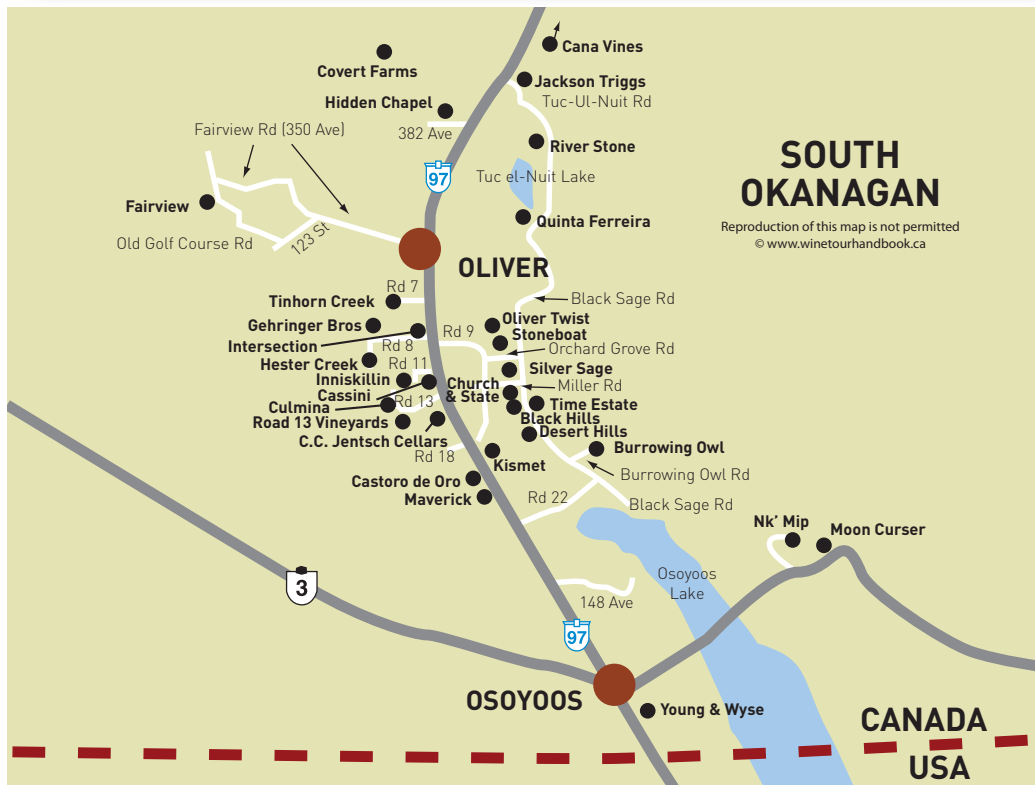 Cana Vines
Covert Farms
Jackson Triggs
Hidden Chapel
Tuc-Ul-Nuit Rd
Fairview Rd (350 Ave)
382 Ave
River Stone
SOUTH
OKANAGAN
97
Tuc el-Nuit Lake
Fairview
Quinta Ferreira
Reproduction of this map is not permitted
© www.winetourhandbook.ca
Old Golf Course Rd
123 St
OLIVER
Rd 7
Tinhorn Creek
Black Sage Rd
Gehringer Bros
Oliver Twist
Intersection
Rd 9
Stoneboat
Rd 8
Orchard Grove Rd
Hester Creek
Rd 11
Silver Sage
Inniskillin
Church
& State
Miller Rd
Cassini
Culmina
Rd 13
Time Estate
Road 13 Vineyards
Black Hills
C.C. Jentsch Cellars
Desert Hills
Rd 18
Burrowing Owl
Kismet
Burrowing Owl Rd
Castoro de Oro
Maverick
Rd 22
Black Sage Rd
Nk' Mip
Moon Curser
3
Osoyoos
Lake
148 Ave
97
OSOYOOS
Young & Wyse
CANADA
USA